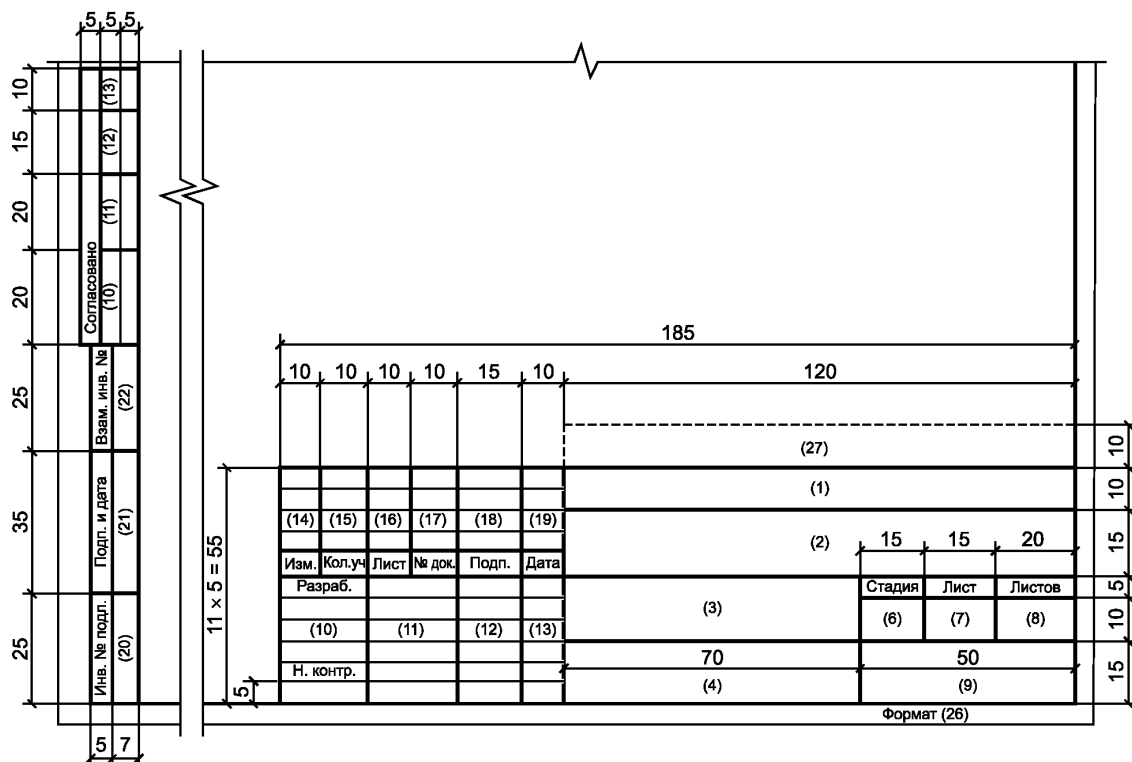 5 5 5
10
15
20
20
25
35
25
(13)
(12)
(11)
(10)
Согласовано
Взам. инв. №
(22)
Подп. и дата
(21)
Инв. № подл.
(20)
5 7
185
10 10 10 10 15 10 120
(27)
(1)
(14) (15) (16) (17) (18) (19)
(2)
15 15 20
Изм. Кол.уч Лист № док. Подп. Дата
Разраб.
(3)
Стадия Лист Листов
(10) (11) (12) (13)
(6) (7) (8)
Н. контр.
70 50
(4) (9)
11 × 5 = 55
5
10
10
15
5
10
15
Формат (26)